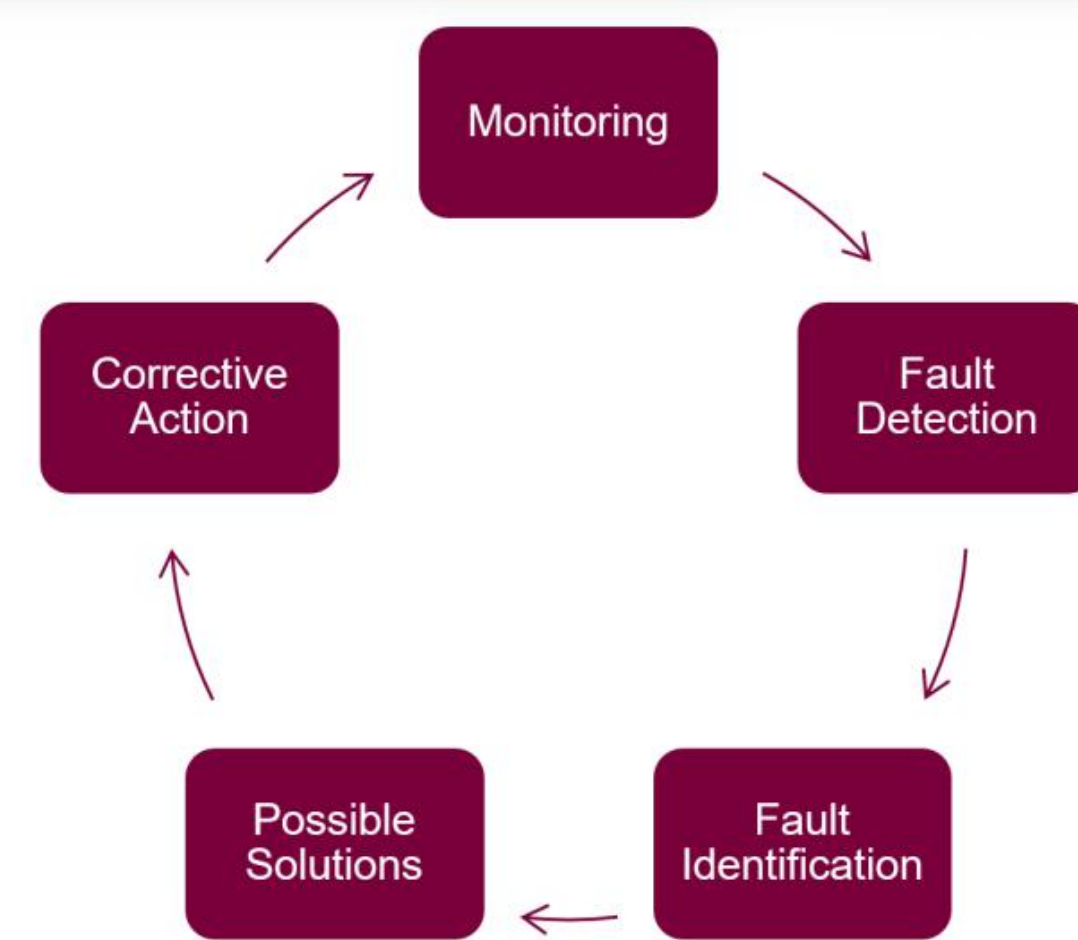 Monitoring
Fault
Detection
Fault
Identification
Possible
Solutions
Corrective
Action